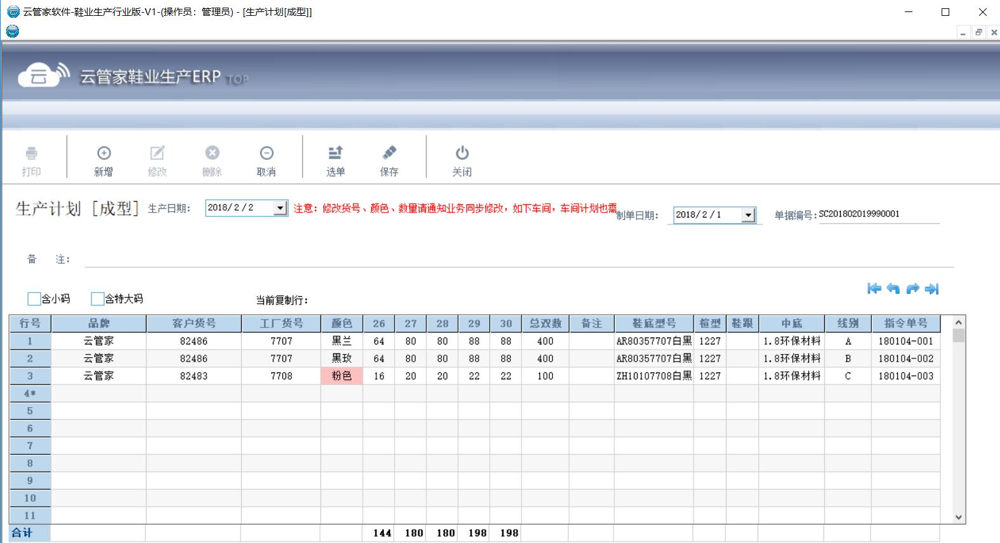 云管家软件-鞋业生产行业版-V1-(操作员：管理员) - [生产计划[成型]]
云 云管家鞋业生产ERP TOP
打印 新增 修改 删除 取消 选单 保存 关闭
生产计划 [成型] 生产日期： 2018/ 2 / 2 注意：修改货号、颜色、数量请通知业务同步修改，如下车间，车间计划也需 制单日期： 2018/ 2 / 1 单据编号: SC201802019990001
备 注：
含小码 含特大码 当前复制行：
行号 品牌 客户货号 工厂货号 颜色 26 27 28 29 30 总双数 备注 鞋底型号 楦型 鞋跟 中底 线别 指令单号
1 云管家 82486 7707 黑兰 64 80 80 88 88 400 AR80357707白黑 1227 1.8环保材料 A 180104-001
2 云管家 82486 7707 黑玫 64 80 80 88 88 400 AR80357707白黑 1227 1.8环保材料 B 180104-002
3 云管家 82483 7708 粉色 16 20 20 22 22 100 ZH10107708白黑 1227 1.8环保材料 C 180104-003
4*
5
6
7
8
9
10
11
合计 144 180 180 198 198